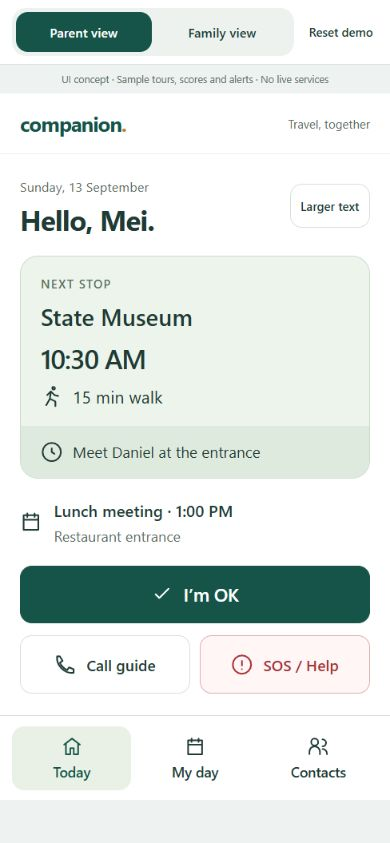 Parent view
Family view
Reset demo
UI concept · Sample tours, scores and alerts · No live services
companion.
Travel, together
Sunday, 13 September
Hello, Mei.
Larger text
NEXT STOP
State Museum
10:30 AM
15 min walk
Meet Daniel at the entrance
Lunch meeting · 1:00 PM
Restaurant entrance
I’m OK
Call guide
SOS / Help
Today
My day
Contacts